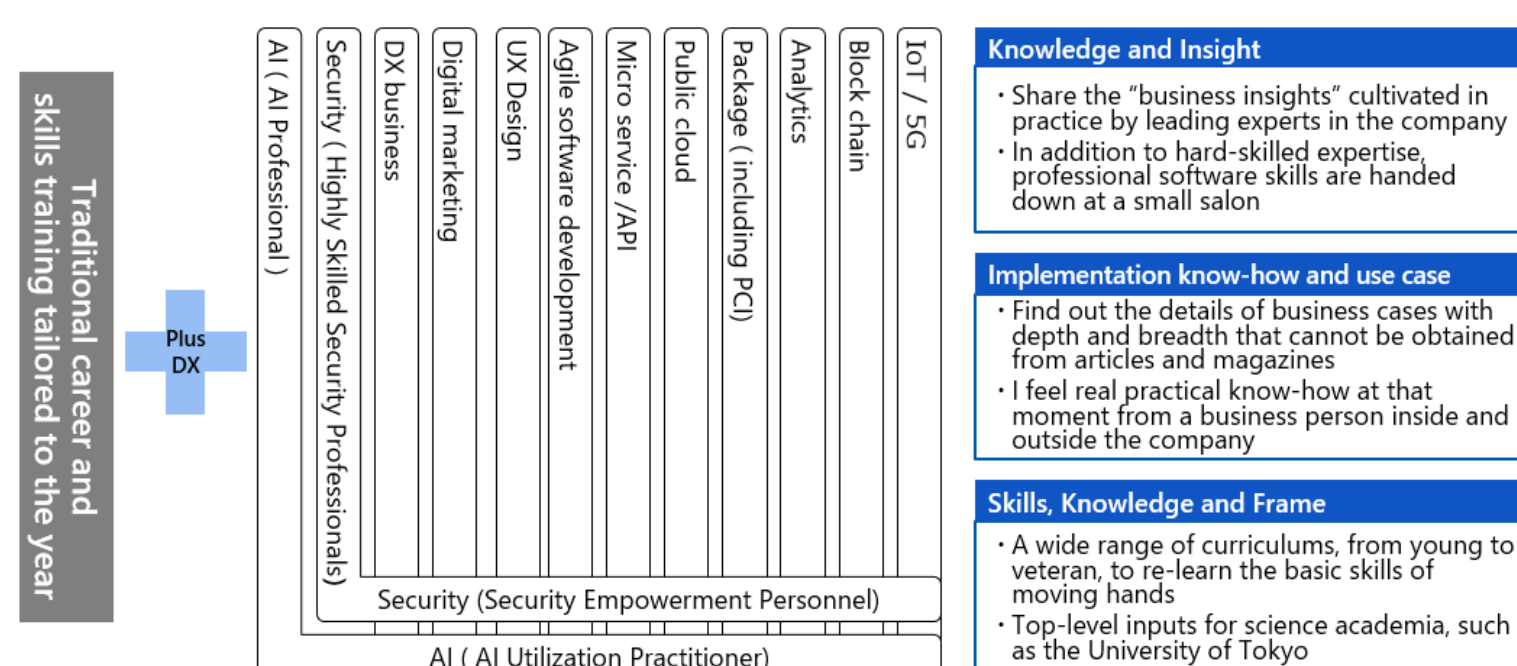 Traditional career and
skills training tailored to the year
Plus
DX
AI ( AI Professional )
Security ( Highly Skilled Security Professionals)
DX business
Digital marketing
UX Design
Agile software development
Micro service /API
Public cloud
Package ( including PCI)
Analytics
Block chain
IoT / 5G
Security (Security Empowerment Personnel)
AI ( AI Utilization Practitioner)
Knowledge and Insight
・Share the “business insights” cultivated in
practice by leading experts in the company
・In addition to hard-skilled expertise,
professional software skills are handed
down at a small salon
Implementation know-how and use case
・Find out the details of business cases with
depth and breadth that cannot be obtained
from articles and magazines
・I feel real practical know-how at that
moment from a business person inside and
outside the company
Skills, Knowledge and Frame
・A wide range of curriculums, from young to
veteran, to re-learn the basic skills of
moving hands
・Top-level inputs for science academia, such
as the University of Tokyo